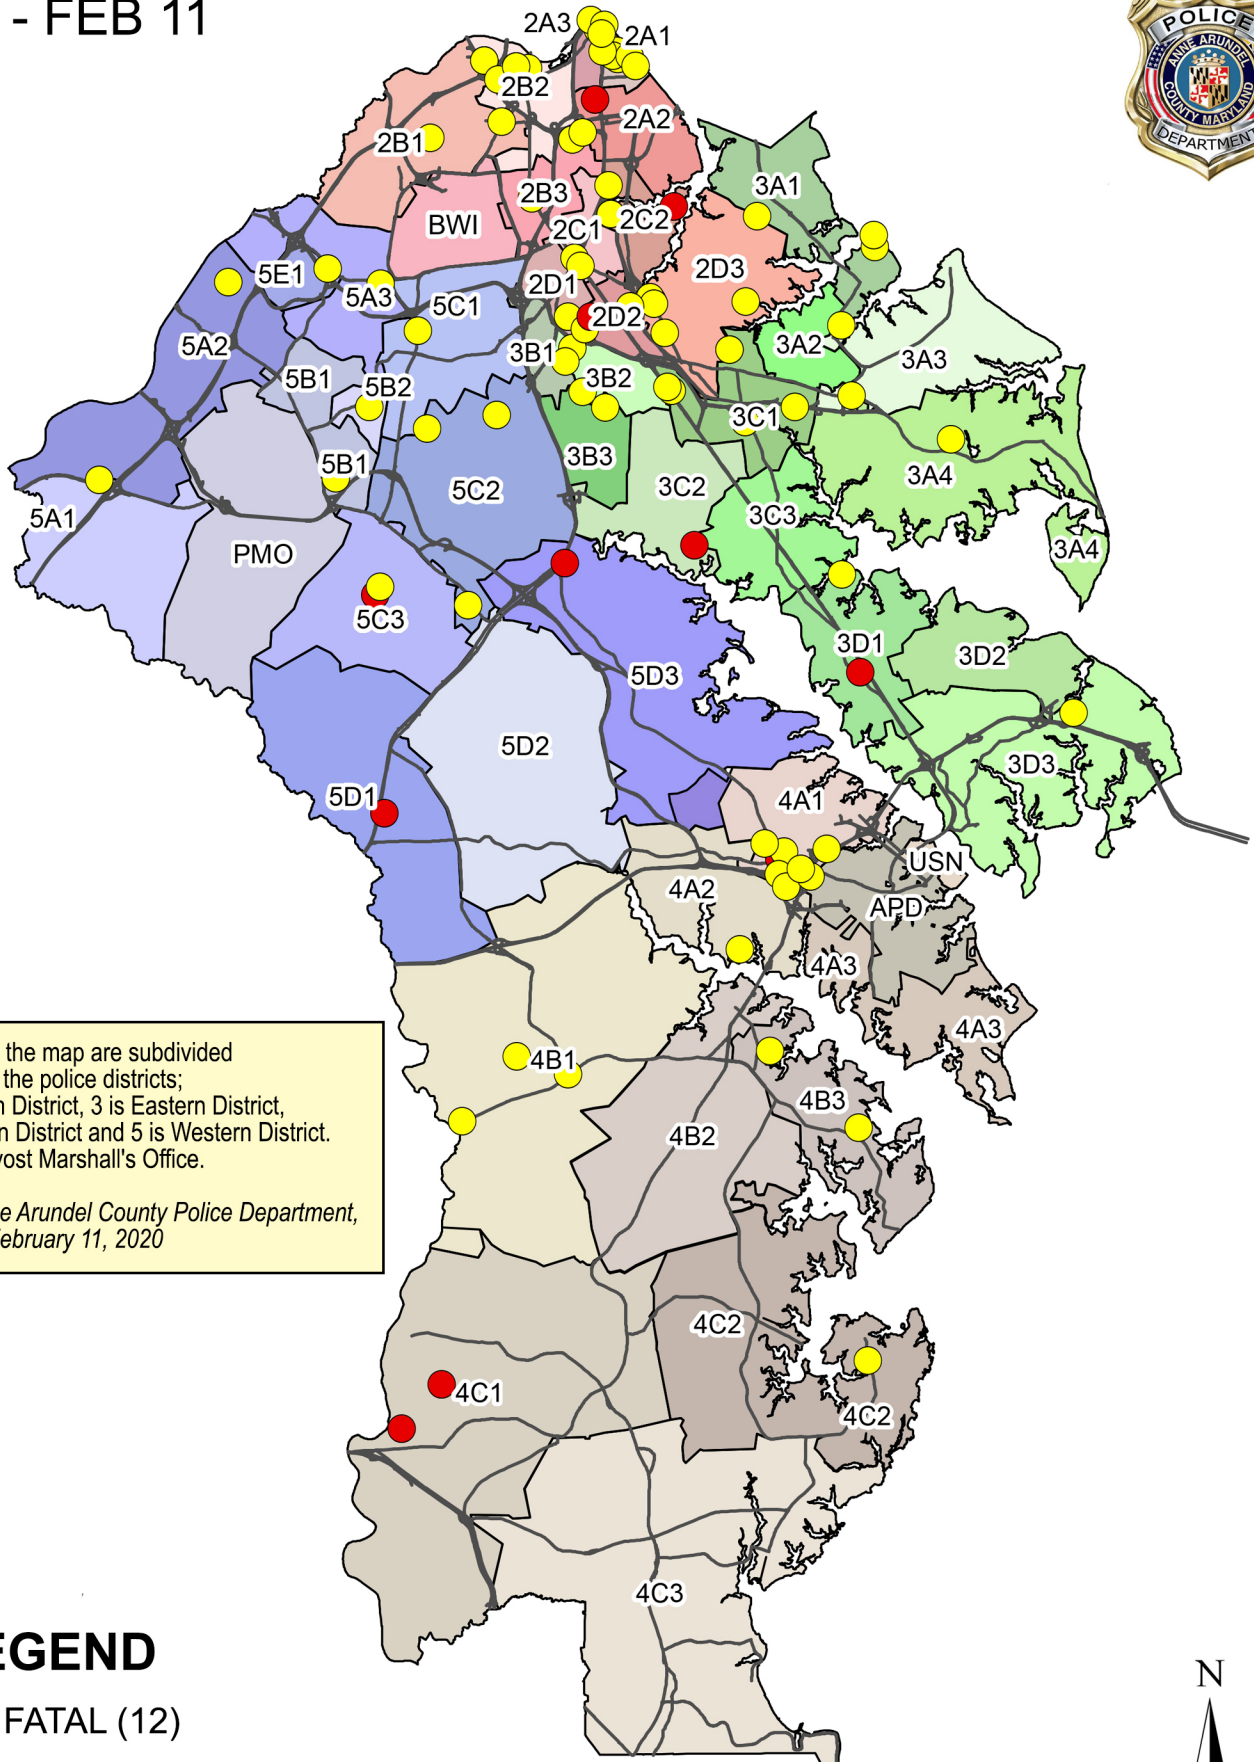 - FEB 11
POLICE
ANNE ARUNDEL
COUNTY MARYLAND
DEPARTMENT
2A3
2A1
2B2
2A2
2B1
3A1
2B3
BWI
2C1
2C2
2D3
5E1
5A3
2D1
5C1
2D2
5A2
3B1
3A2
3A3
5B1
5B2
3B2
3C1
5B1
3B3
3A4
5C2
3C2
5A1
3C3
PMO
3A4
5C3
3D1
3D2
5D3
5D2
3D3
5D1
4A1
USN
4A2
APD
4A3
4A3
4B1
4B3
4B2
the map are subdivided
the police districts;
n District, 3 is Eastern District,
n District and 5 is Western District.
vost Marshall's Office.
e Arundel County Police Department,
ebruary 11, 2020
4C2
4C1
4C2
4C3
EGEND
FATAL (12)
N